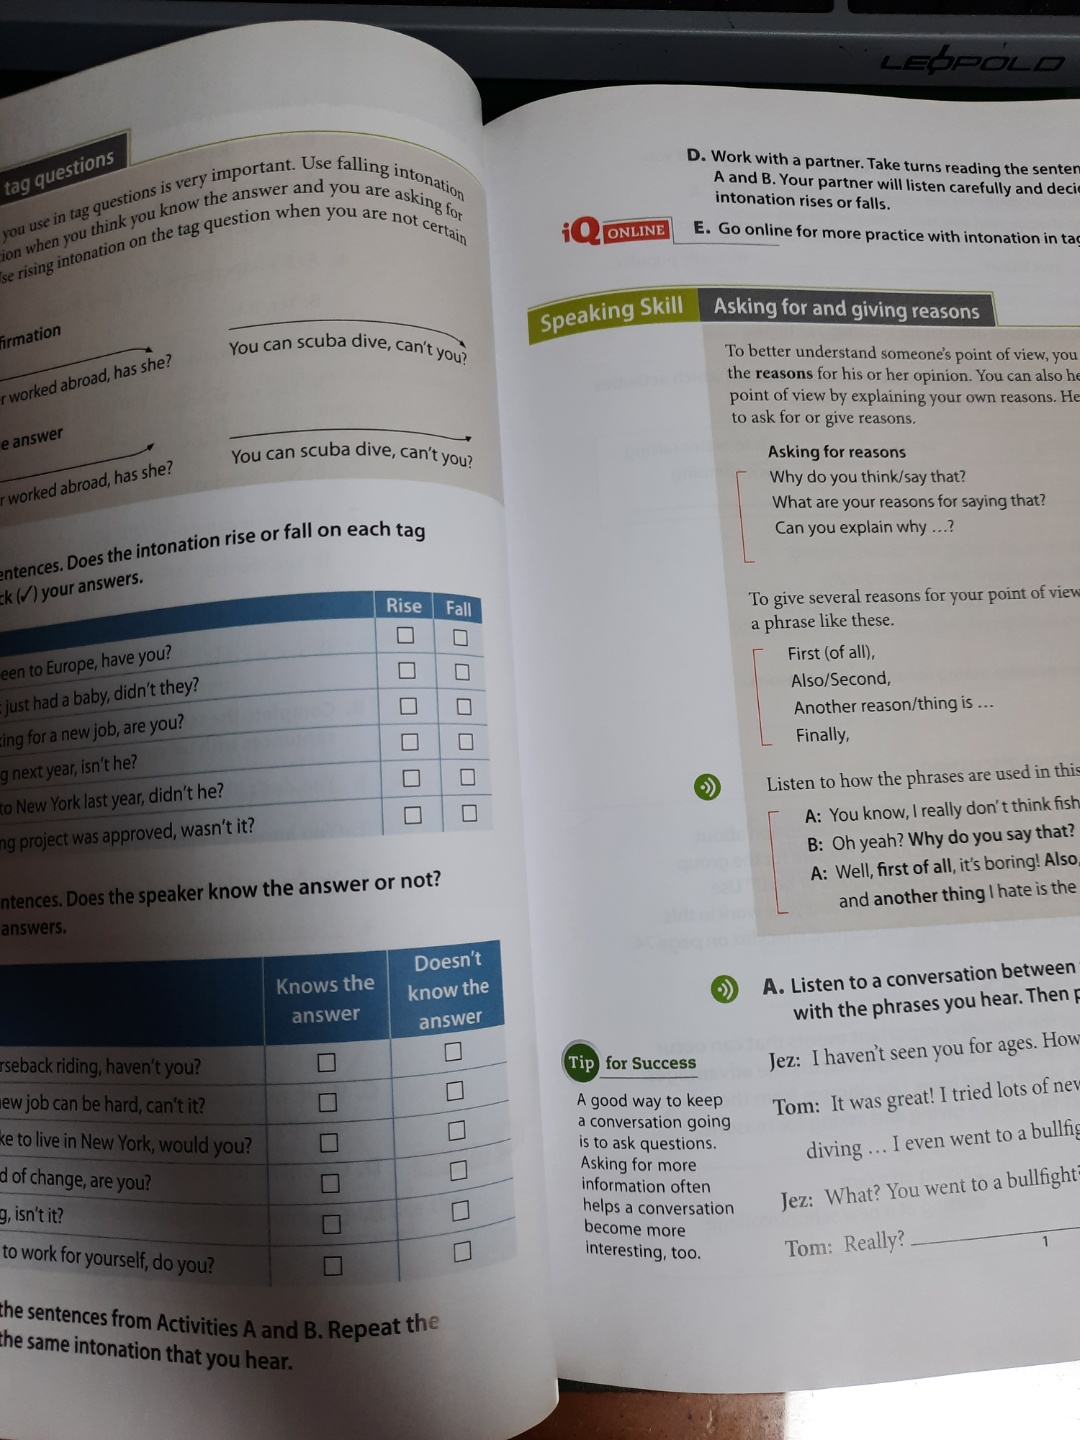 LEOPOLD
tag questions
you use in tag questions is very important. Use falling intonation
ion when you think you know the answer and you are asking for
se rising intonation on the tag question when you are not certain
firmation
r worked abroad, has she?
You can scuba dive, can't you?
e answer
r worked abroad, has she?
You can scuba dive, can't you?
entences. Does the intonation rise or fall on each tag
ck (✓) your answers.
Rise Fall
een to Europe, have you?
just had a baby, didn't they?
ing for a new job, are you?
g next year, isn't he?
to New York last year, didn't he?
ng project was approved, wasn't it?
ntences. Does the speaker know the answer or not?
answers.
Knows the
answer
Doesn't
know the
answer
rseback riding, haven't you?
ew job can be hard, can't it?
ke to live in New York, would you?
d of change, are you?
g, isn't it?
to work for yourself, do you?
the sentences from Activities A and B. Repeat the
the same intonation that you hear.
D. Work with a partner. Take turns reading the senten
A and B. Your partner will listen carefully and deci
intonation rises or falls.
iQ ONLINE
E. Go online for more practice with intonation in tag
Speaking Skill
Asking for and giving reasons
To better understand someone's point of view, you
the reasons for his or her opinion. You can also he
point of view by explaining your own reasons. He
to ask for or give reasons.
Asking for reasons
Why do you think/say that?
What are your reasons for saying that?
Can you explain why ...?
To give several reasons for your point of view
a phrase like these.
First (of all),
Also/Second,
Another reason/thing is ...
Finally,
Listen to how the phrases are used in this
A: You know, I really don't think fish
B: Oh yeah? Why do you say that?
A: Well, first of all, it's boring! Also,
and another thing I hate is the
A. Listen to a conversation between
with the phrases you hear. Then p
Tip for Success
A good way to keep
a conversation going
is to ask questions.
Asking for more
information often
helps a conversation
become more
interesting, too.
Jez: I haven't seen you for ages. How
Tom: It was great! I tried lots of new
diving ... I even went to a bullfig
Jez: What? You went to a bullfight?
Tom: Really?
1